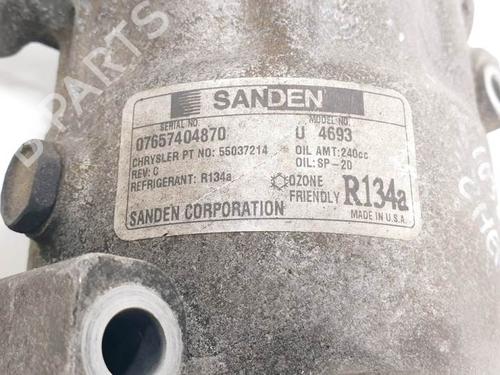 SANDEN
SERIAL NO. MODEL NO.
07657404870 U 4693
CHRYSLER PT NO: 55037214 OIL AMT: 240cc
REV: C OIL: SP-20
REFRIGERANT: R134a OZONE FRIENDLY R134a
SANDEN CORPORATION MADE IN U.S.A.
PARTS